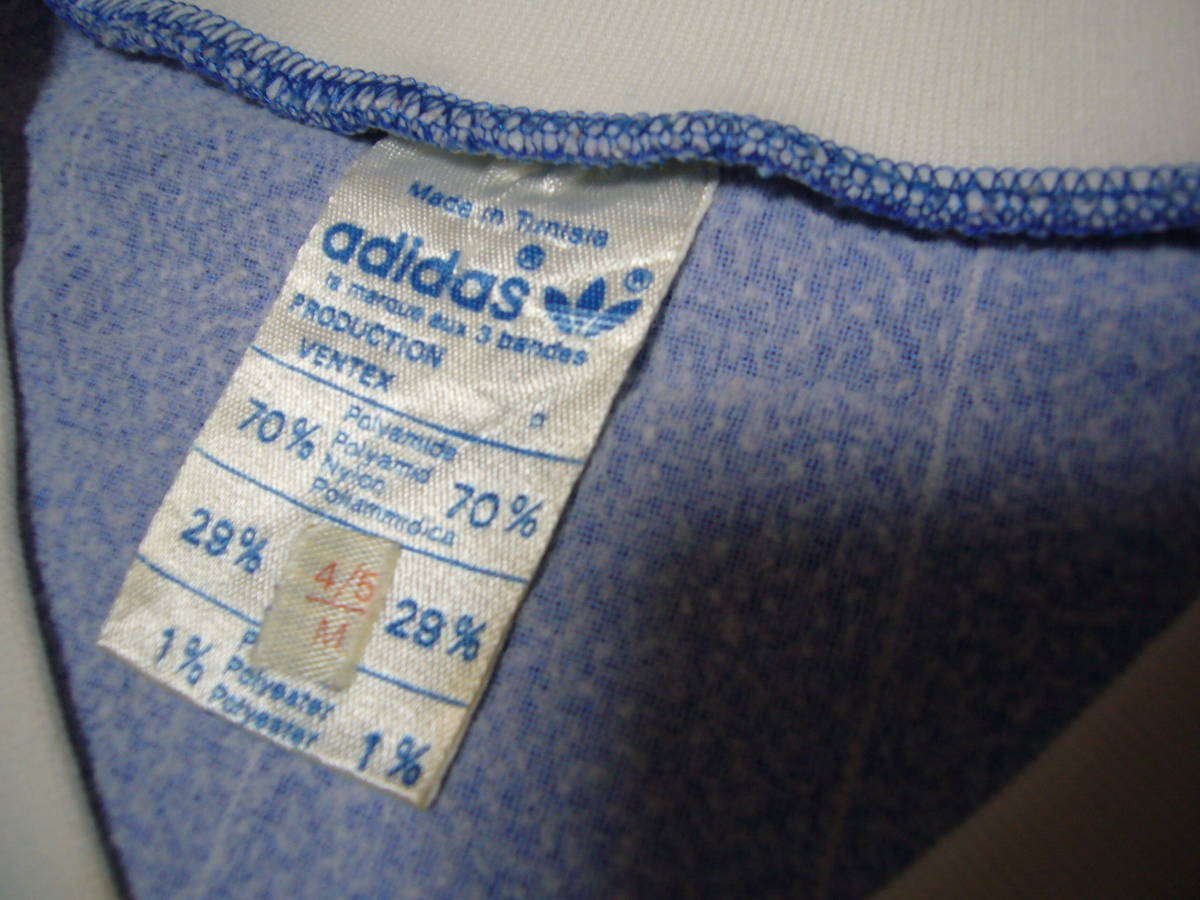 Made in Tunisia
adidas®
®
la marque aux 3 bandes
PRODUCTION
VENTEX
70% Polyamide 70%
Polyamid
Nylon
29% 29%
4/5
M
1% Polyester 1%
Polyester